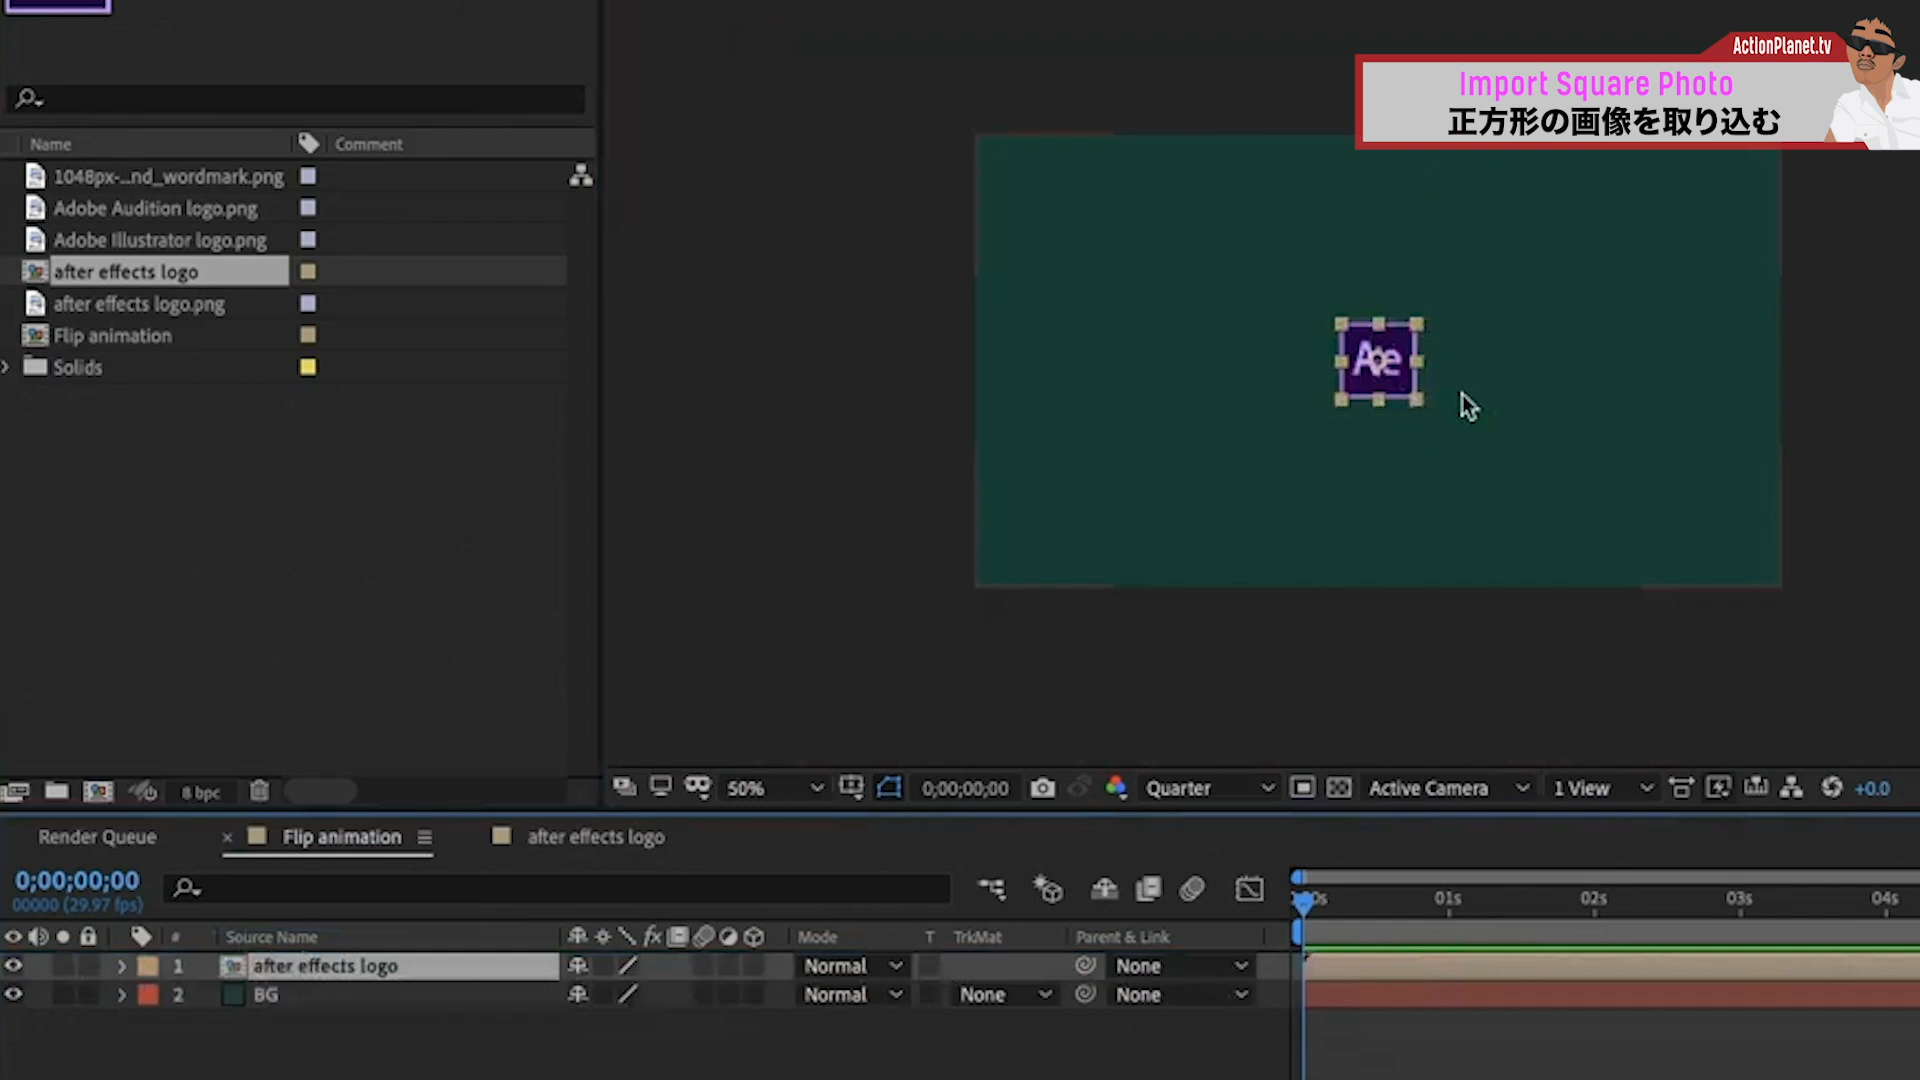 ActionPlanet.tv
Import Square Photo
正方形の画像を取り込む
Name Comment
1048px-...nd_wordmark.png
Adobe Audition logo.png
Adobe Illustrator logo.png
after effects logo
after effects logo.png
Flip animation
Solids
Ae
8 bpc
50% 0;00;00;00 Quarter Active Camera 1 View +0.0
Render Queue × Flip animation after effects logo
0;00;00;00
00000 (29.97 fps)
01s 02s 03s 04s
# Source Name fx Mode T TrkMat Parent & Link
1 after effects logo Normal None
2 BG Normal None None